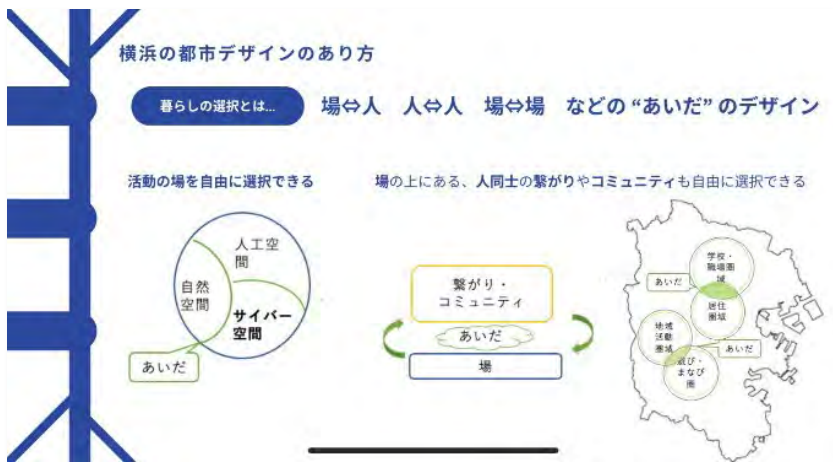 横浜の都市デザインのあり方
暮らしの選択とは…
場⇔人 人⇔人 場⇔場 などの “あいだ” のデザイン
活動の場を自由に選択できる
場の上にある、人同士の繋がりやコミュニティも自由に選択できる
人工空
間
自然
空間
サイバー
空間
あいだ
繋がり・
コミュニティ
あいだ
場
学校・
職場圏
域
あいだ
居住
圏域
地域
活動
圏域
あいだ
遊び・
まなび
圏